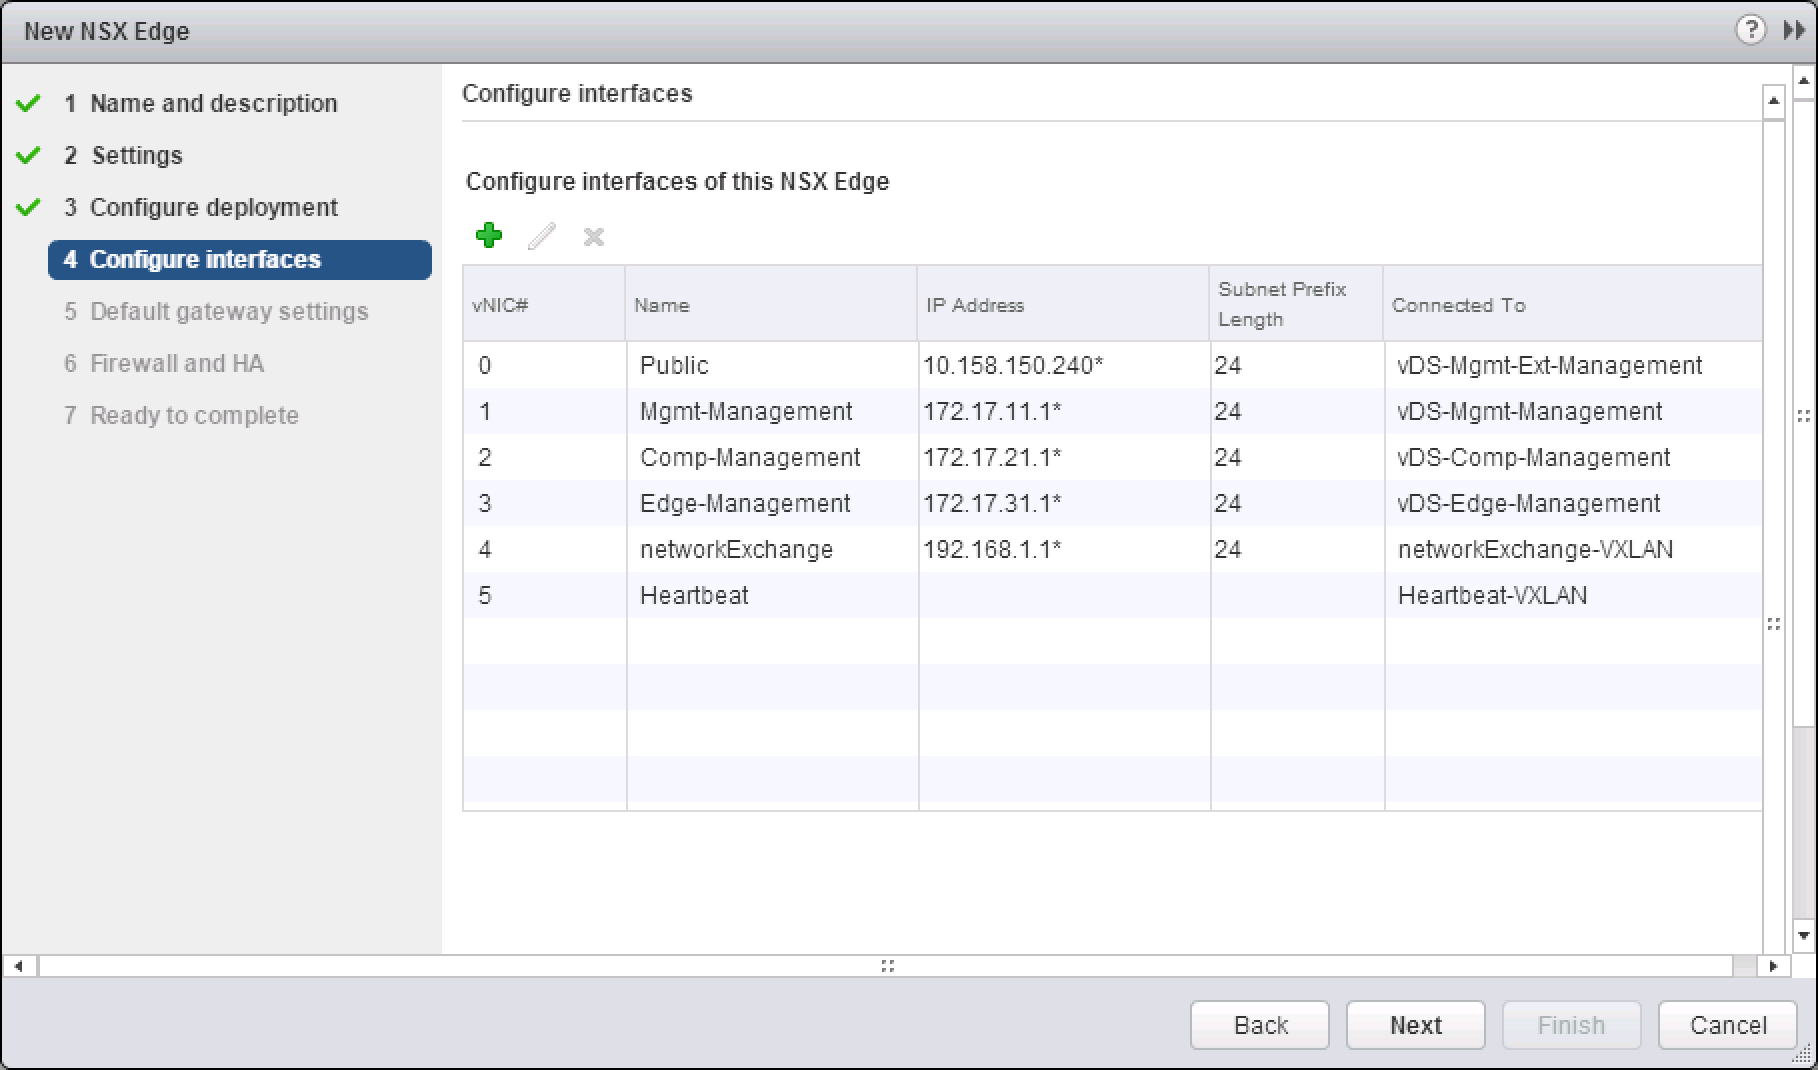 New NSX Edge
?
1 Name and description
2 Settings
3 Configure deployment
4 Configure interfaces
5 Default gateway settings
6 Firewall and HA
7 Ready to complete
Configure interfaces
Configure interfaces of this NSX Edge
vNIC# Name IP Address Subnet Prefix Length Connected To
0 Public 10.158.150.240* 24 vDS-Mgmt-Ext-Management
1 Mgmt-Management 172.17.11.1* 24 vDS-Mgmt-Management
2 Comp-Management 172.17.21.1* 24 vDS-Comp-Management
3 Edge-Management 172.17.31.1* 24 vDS-Edge-Management
4 networkExchange 192.168.1.1* 24 networkExchange-VXLAN
5 Heartbeat Heartbeat-VXLAN
Back Next Finish Cancel